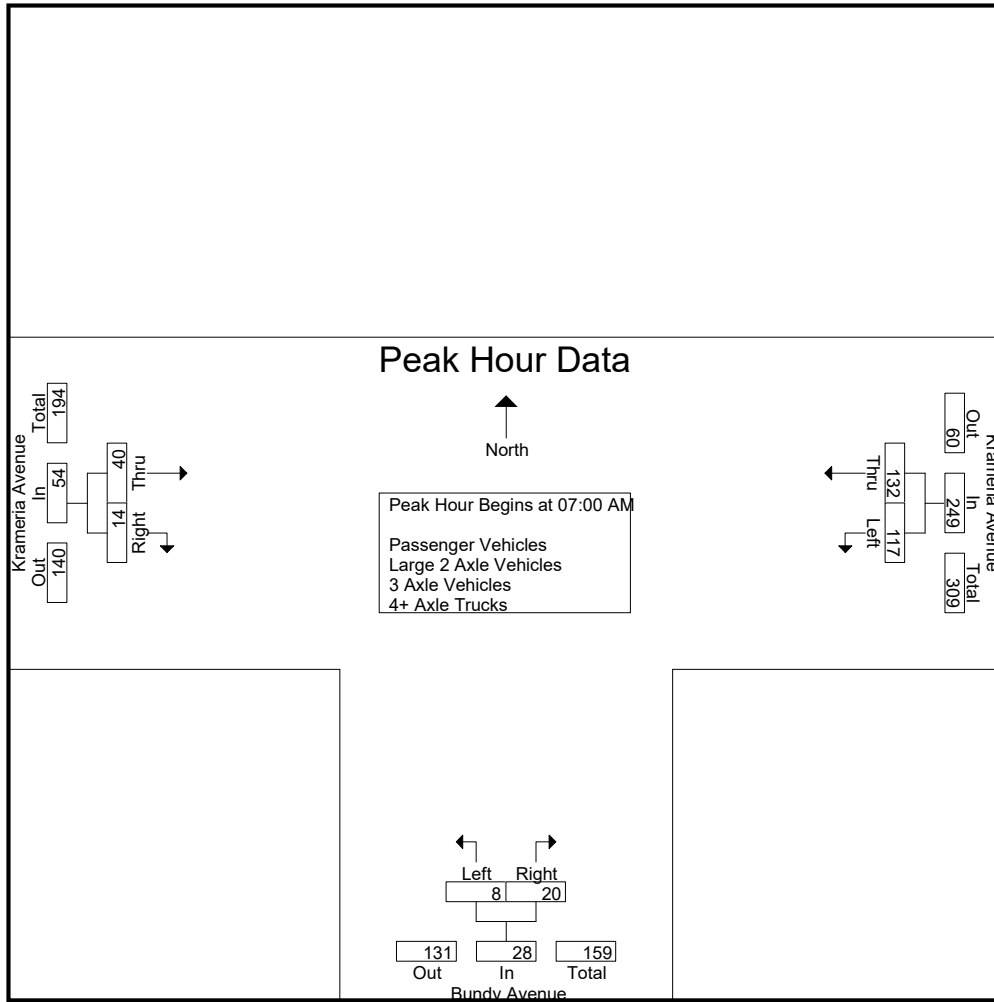 Peak Hour Data
North
Peak Hour Begins at 07:00 AM
Passenger Vehicles
Large 2 Axle Vehicles
3 Axle Vehicles
4+ Axle Trucks
Krameria Avenue
Out
In
Total
140
54
194
Right
Thru
14
40
Krameria Avenue
Out
In
Total
60
249
309
Thru
Left
132
117
Left
Right
8
20
131
28
159
Out
In
Total
Bundy Avenue